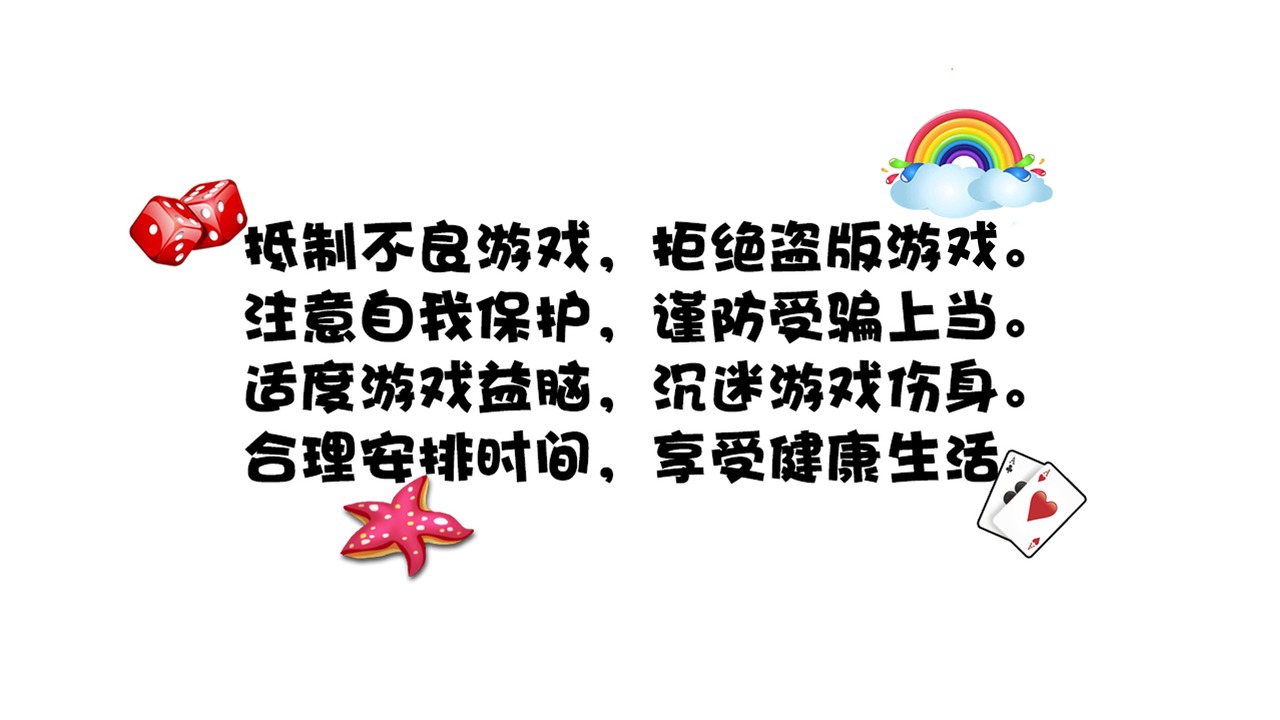 抵制不良游戏，拒绝盗版游戏。
注意自我保护，谨防受骗上当。
适度游戏益脑，沉迷游戏伤身。
合理安排时间，享受健康生活